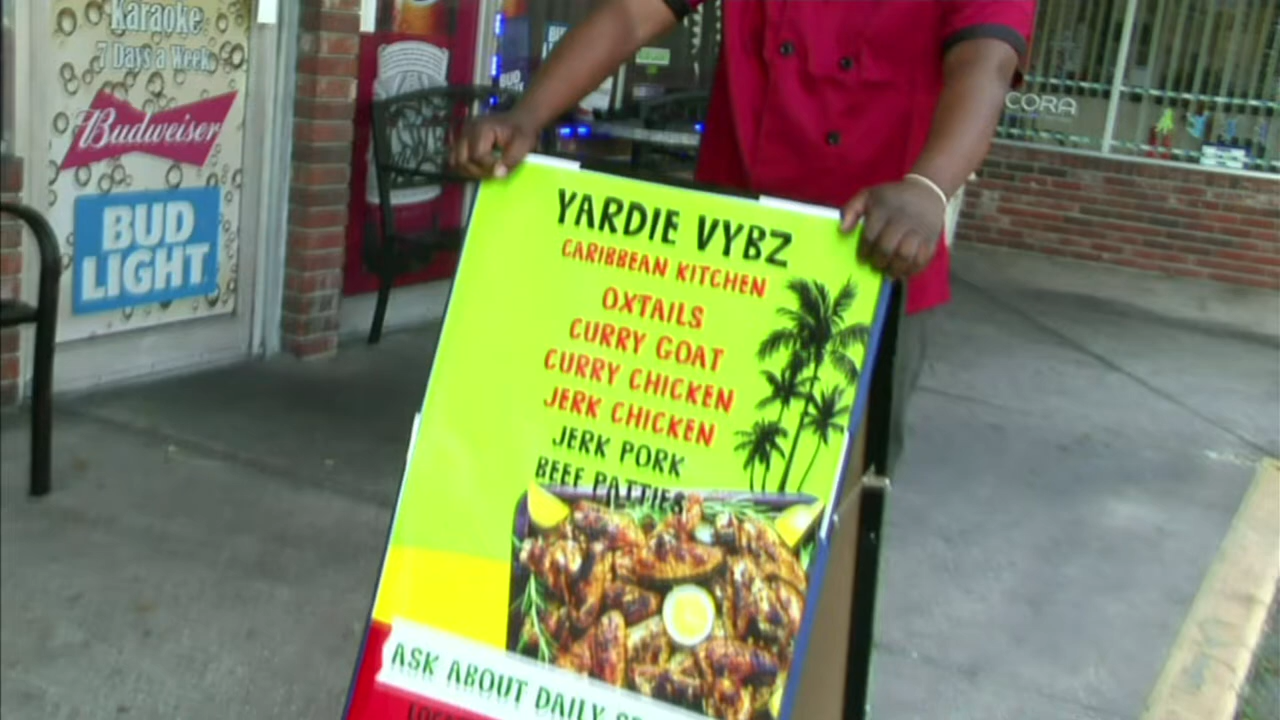 Karaoke
7 Days a Week
Budweiser
BUD
LIGHT
BUD
CORA
YARDIE VYBZ
CARIBBEAN KITCHEN
OXTAILS
CURRY GOAT
CURRY CHICKEN
JERK CHICKEN
JERK PORK
BEEF PATTIES
ASK ABOUT DAILY